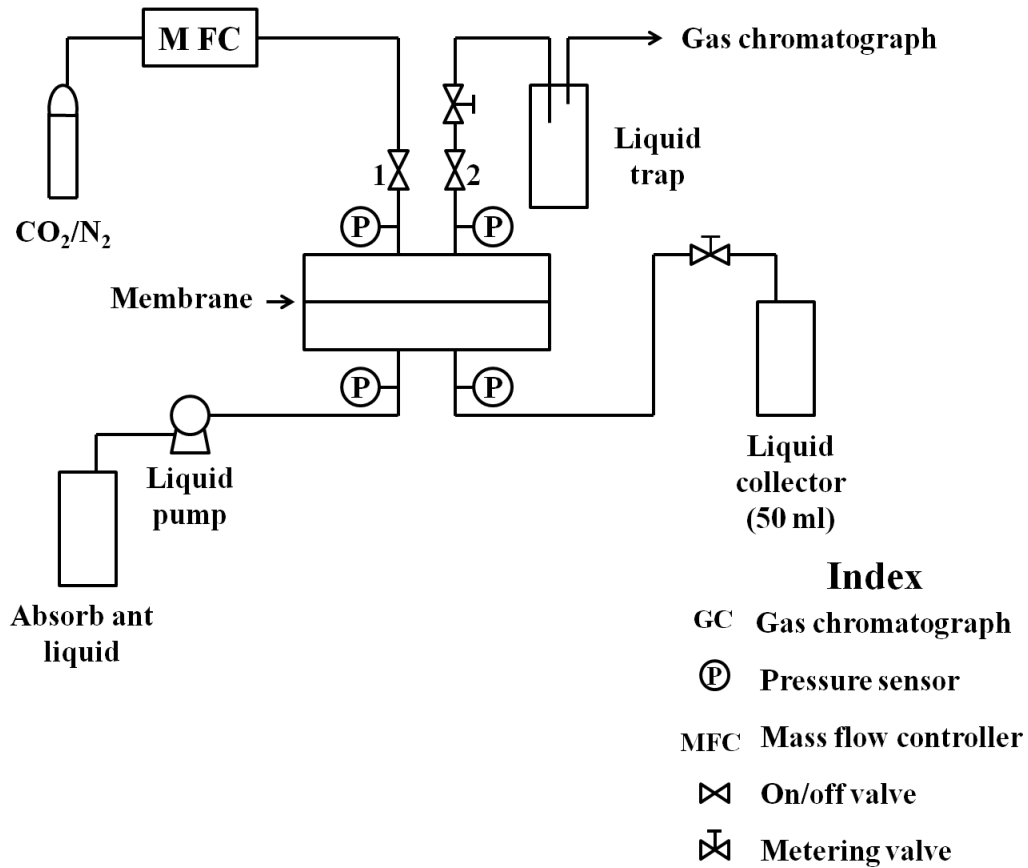 M FC
Gas chromatograph
1
2
Liquid
trap
CO₂/N₂
P
P
Membrane
P
P
Liquid
pump
Liquid
collector
(50 ml)
Absorb ant
liquid
Index
GC Gas chromatograph
P Pressure sensor
MFC Mass flow controller
On/off valve
Metering valve